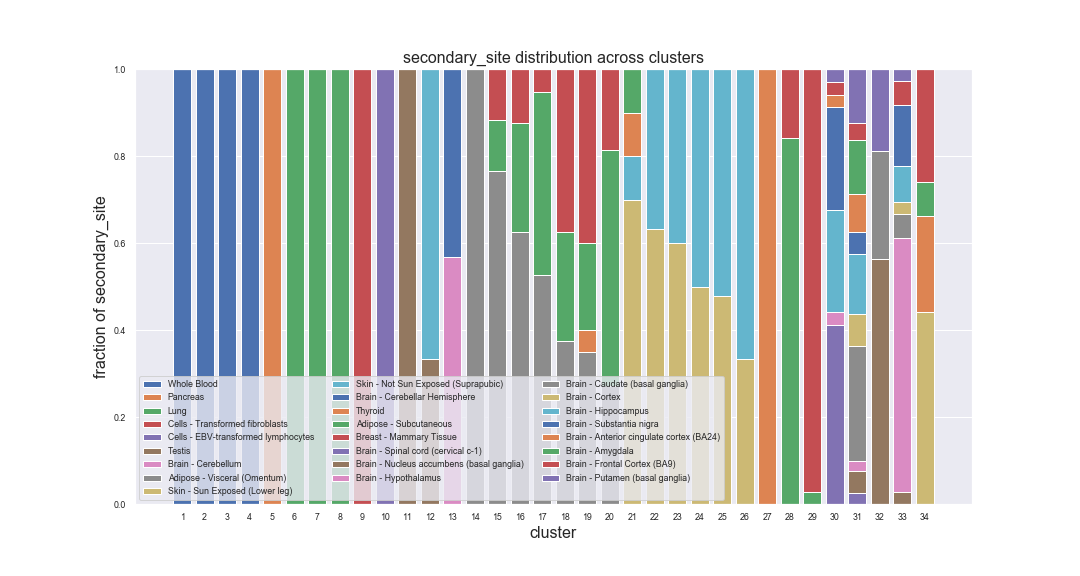 secondary_site distribution across clusters
fraction of secondary_site
1.0
0.8
0.6
0.4
0.2
0.0
Whole Blood
Pancreas
Lung
Cells - Transformed fibroblasts
Cells - EBV-transformed lymphocytes
Testis
Brain - Cerebellum
Adipose - Visceral (Omentum)
Skin - Sun Exposed (Lower leg)
Skin - Not Sun Exposed (Suprapubic)
Brain - Cerebellar Hemisphere
Thyroid
Adipose - Subcutaneous
Breast - Mammary Tissue
Brain - Spinal cord (cervical c-1)
Brain - Nucleus accumbens (basal ganglia)
Brain - Hypothalamus
Brain - Caudate (basal ganglia)
Brain - Cortex
Brain - Hippocampus
Brain - Substantia nigra
Brain - Anterior cingulate cortex (BA24)
Brain - Amygdala
Brain - Frontal Cortex (BA9)
Brain - Putamen (basal ganglia)
1 2 3 4 5 6 7 8 9 10 11 12 13 14 15 16 17 18 19 20 21 22 23 24 25 26 27 28 29 30 31 32 33 34
cluster